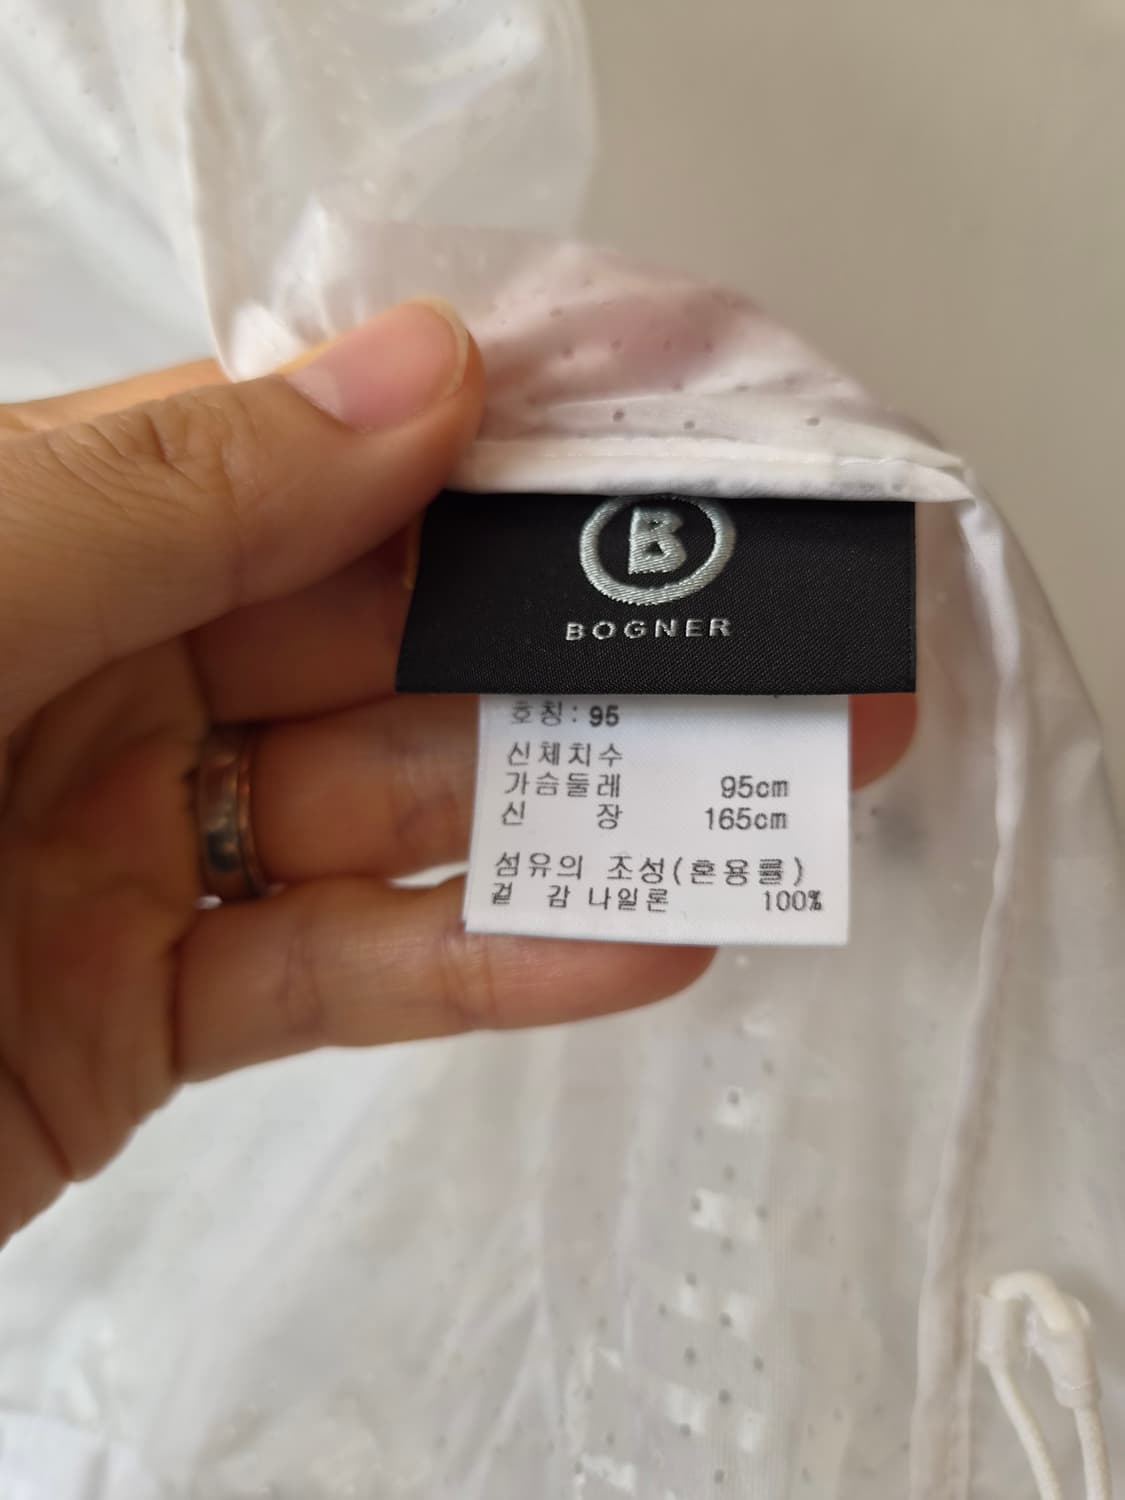 B
BOGNER
호칭: 95
신체치수
가슴둘레 95cm
신 장 165cm
섬유의 조성(혼용률)
겉 감 나일론 100%